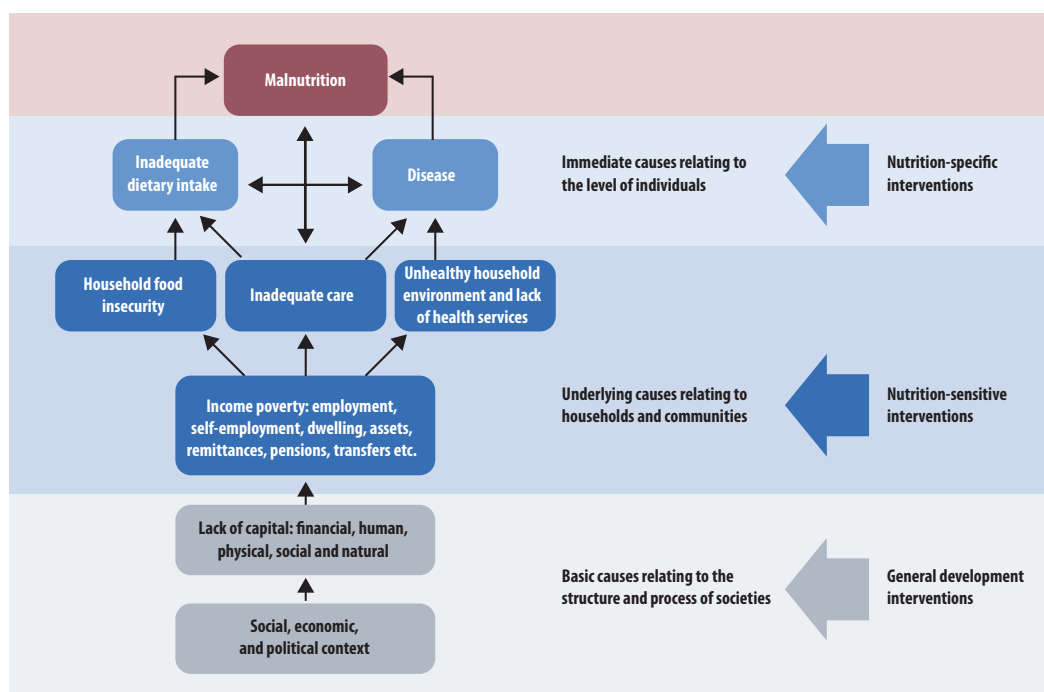 Malnutrition
Inadequate
dietary intake
Disease
Immediate causes relating to
the level of individuals
Nutrition-specific
interventions
Household food
insecurity
Inadequate care
Unhealthy household
environment and lack
of health services
Income poverty: employment,
self-employment, dwelling, assets,
remittances, pensions, transfers etc.
Underlying causes relating to
households and communities
Nutrition-sensitive
interventions
Lack of capital: financial, human,
physical, social and natural
Social, economic,
and political context
Basic causes relating to the
structure and process of societies
General development
interventions